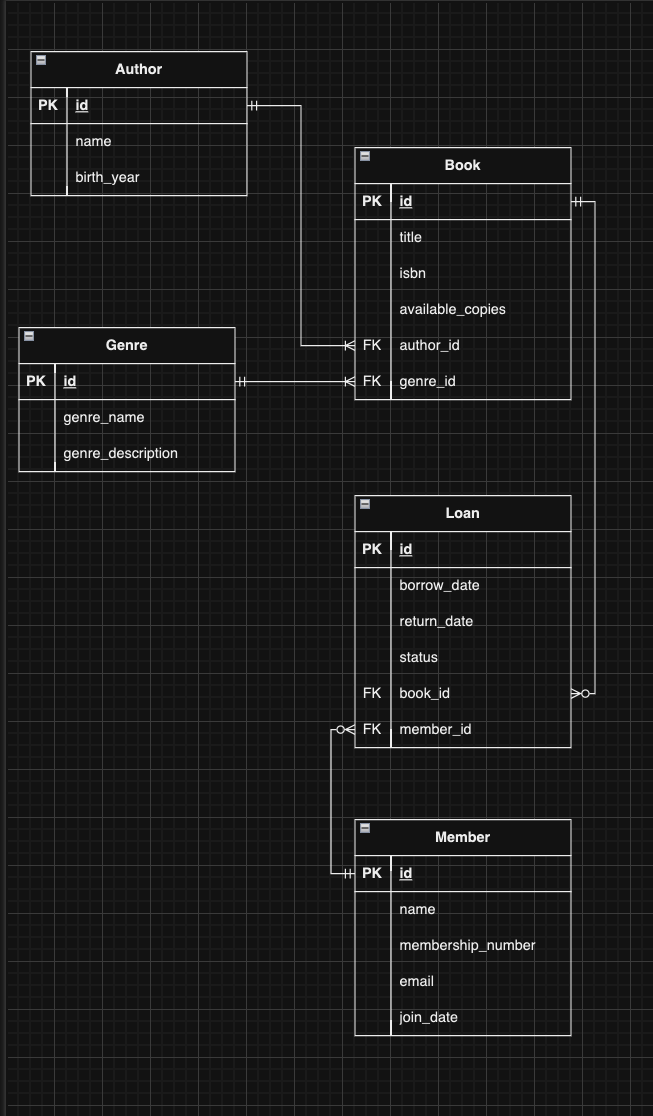 Author
PK id
name
birth_year
Book
PK id
title
isbn
available_copies
FK author_id
FK genre_id
Genre
PK id
genre_name
genre_description
Loan
PK id
borrow_date
return_date
status
FK book_id
FK member_id
Member
PK id
name
membership_number
email
join_date